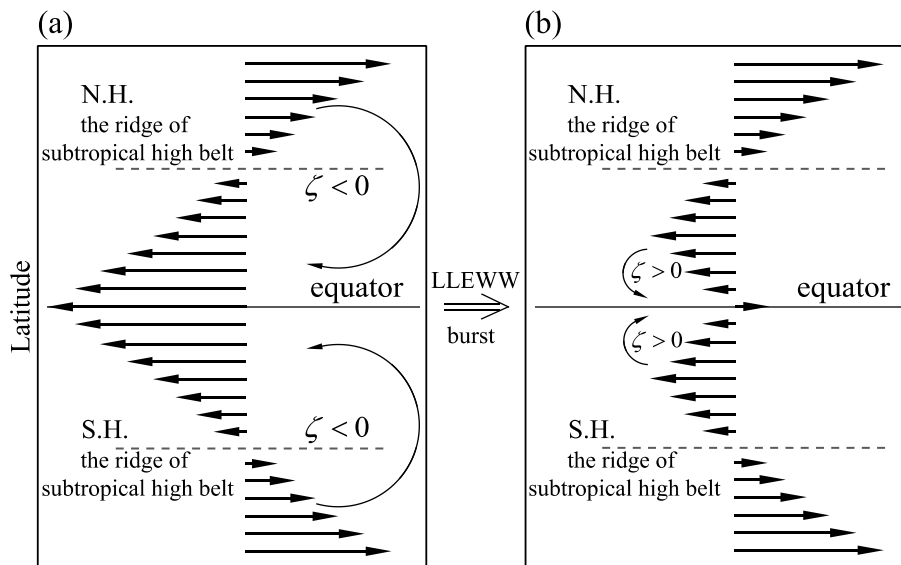 (a)
N.H.
the ridge of
subtropical high belt
ζ < 0
Latitude
equator
ζ < 0
S.H.
the ridge of
subtropical high belt
LLEWW
burst
(b)
N.H.
the ridge of
subtropical high belt
ζ > 0
equator
ζ > 0
S.H.
the ridge of
subtropical high belt